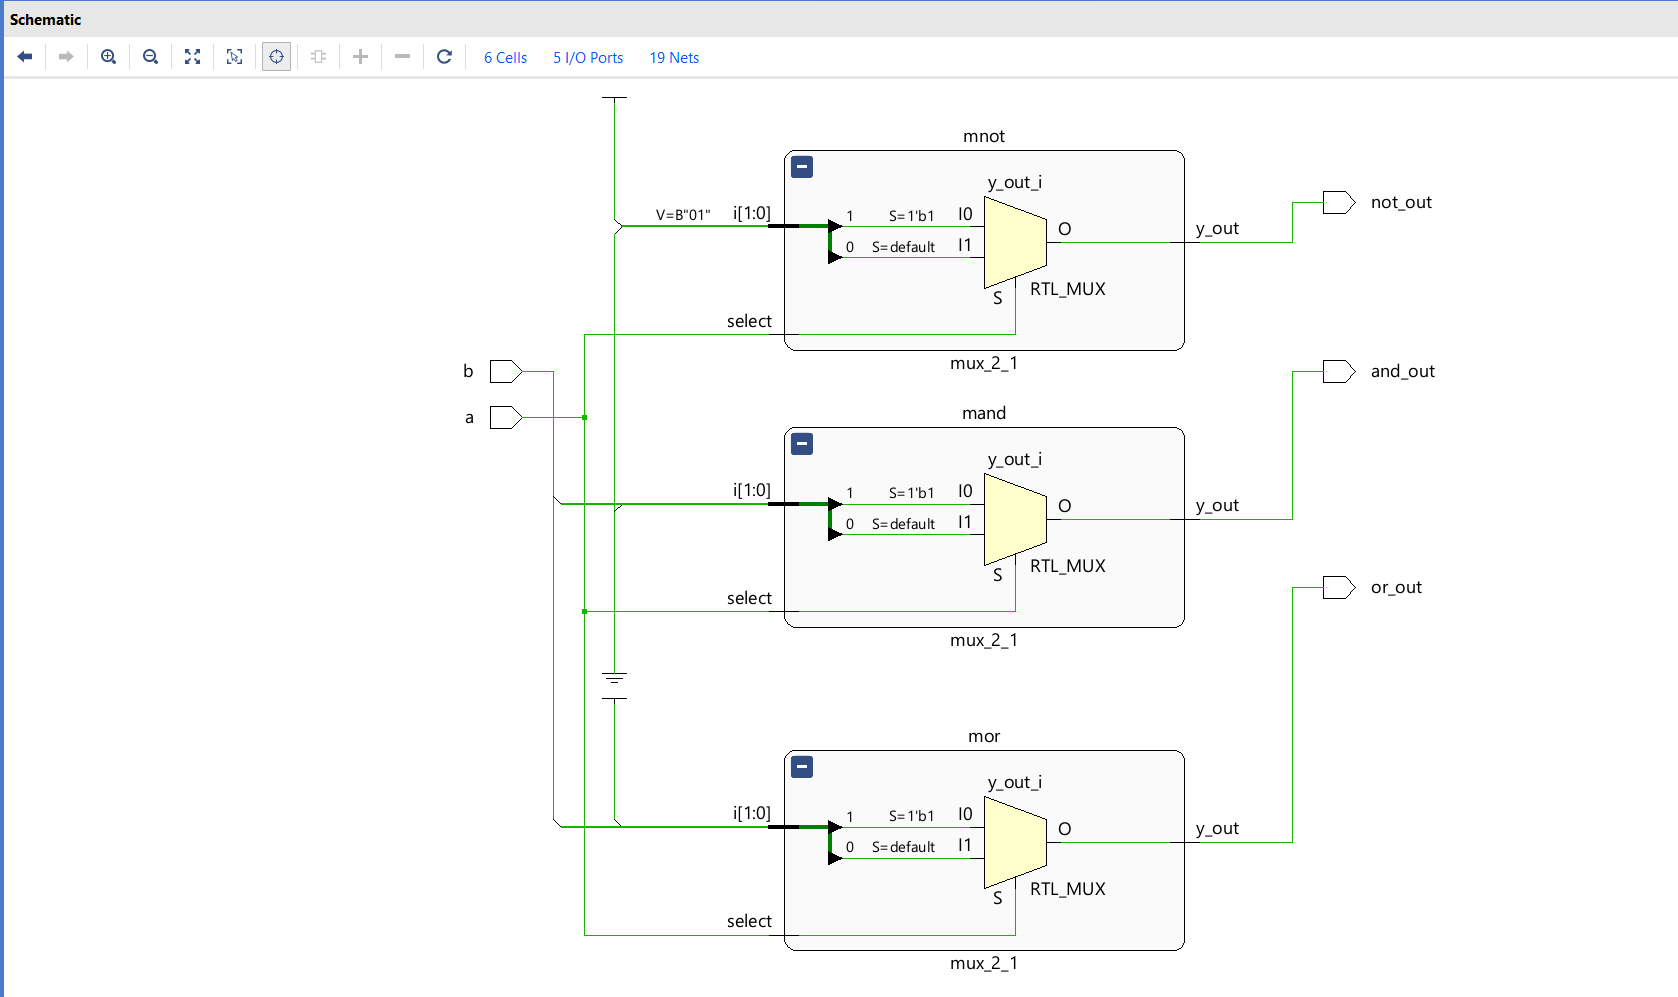 Schematic
6 Cells
5 I/O Ports
19 Nets
mnot
y_out_i
V=B"01"
i[1:0]
1
S=1'b1
I0
0
S=default
I1
O
y_out
not_out
S
RTL_MUX
select
mux_2_1
b
a
and_out
mand
y_out_i
i[1:0]
1
S=1'b1
I0
0
S=default
I1
O
y_out
S
RTL_MUX
select
mux_2_1
or_out
mor
y_out_i
i[1:0]
1
S=1'b1
I0
0
S=default
I1
O
y_out
S
RTL_MUX
select
mux_2_1